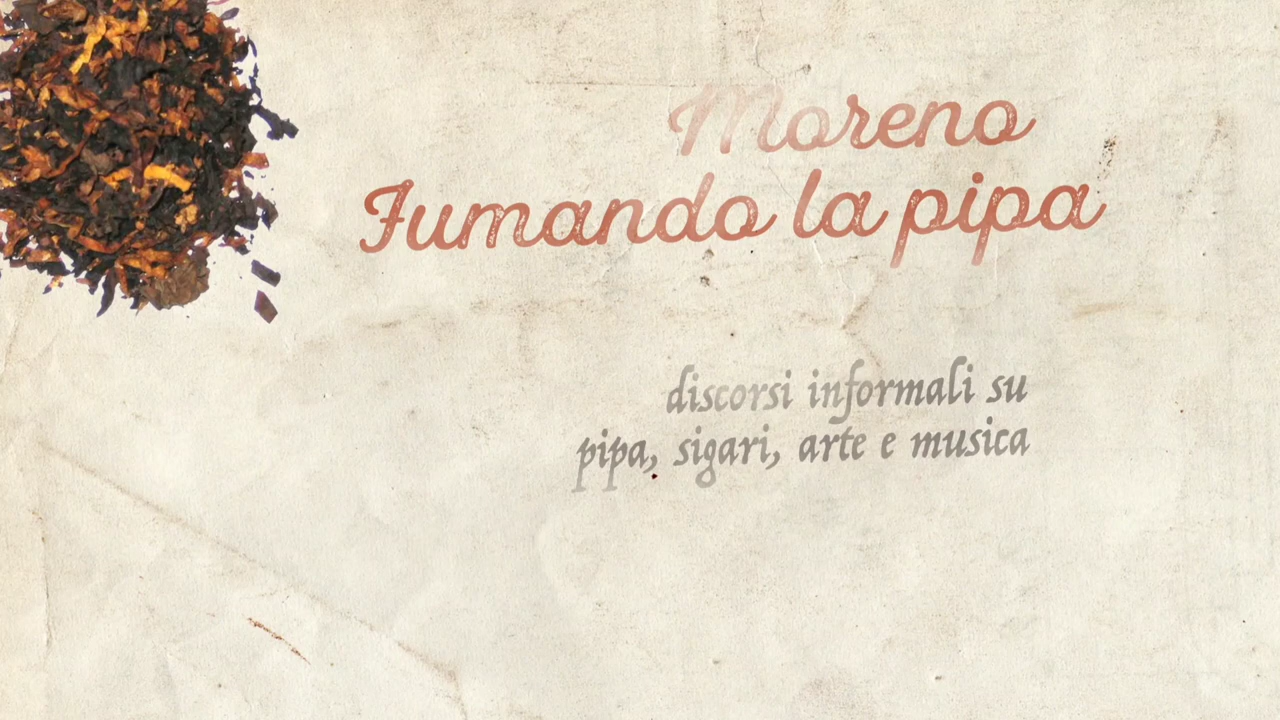 Moreno
Fumando la pipa
discorsi informali su
pipa, sigari, arte e musica